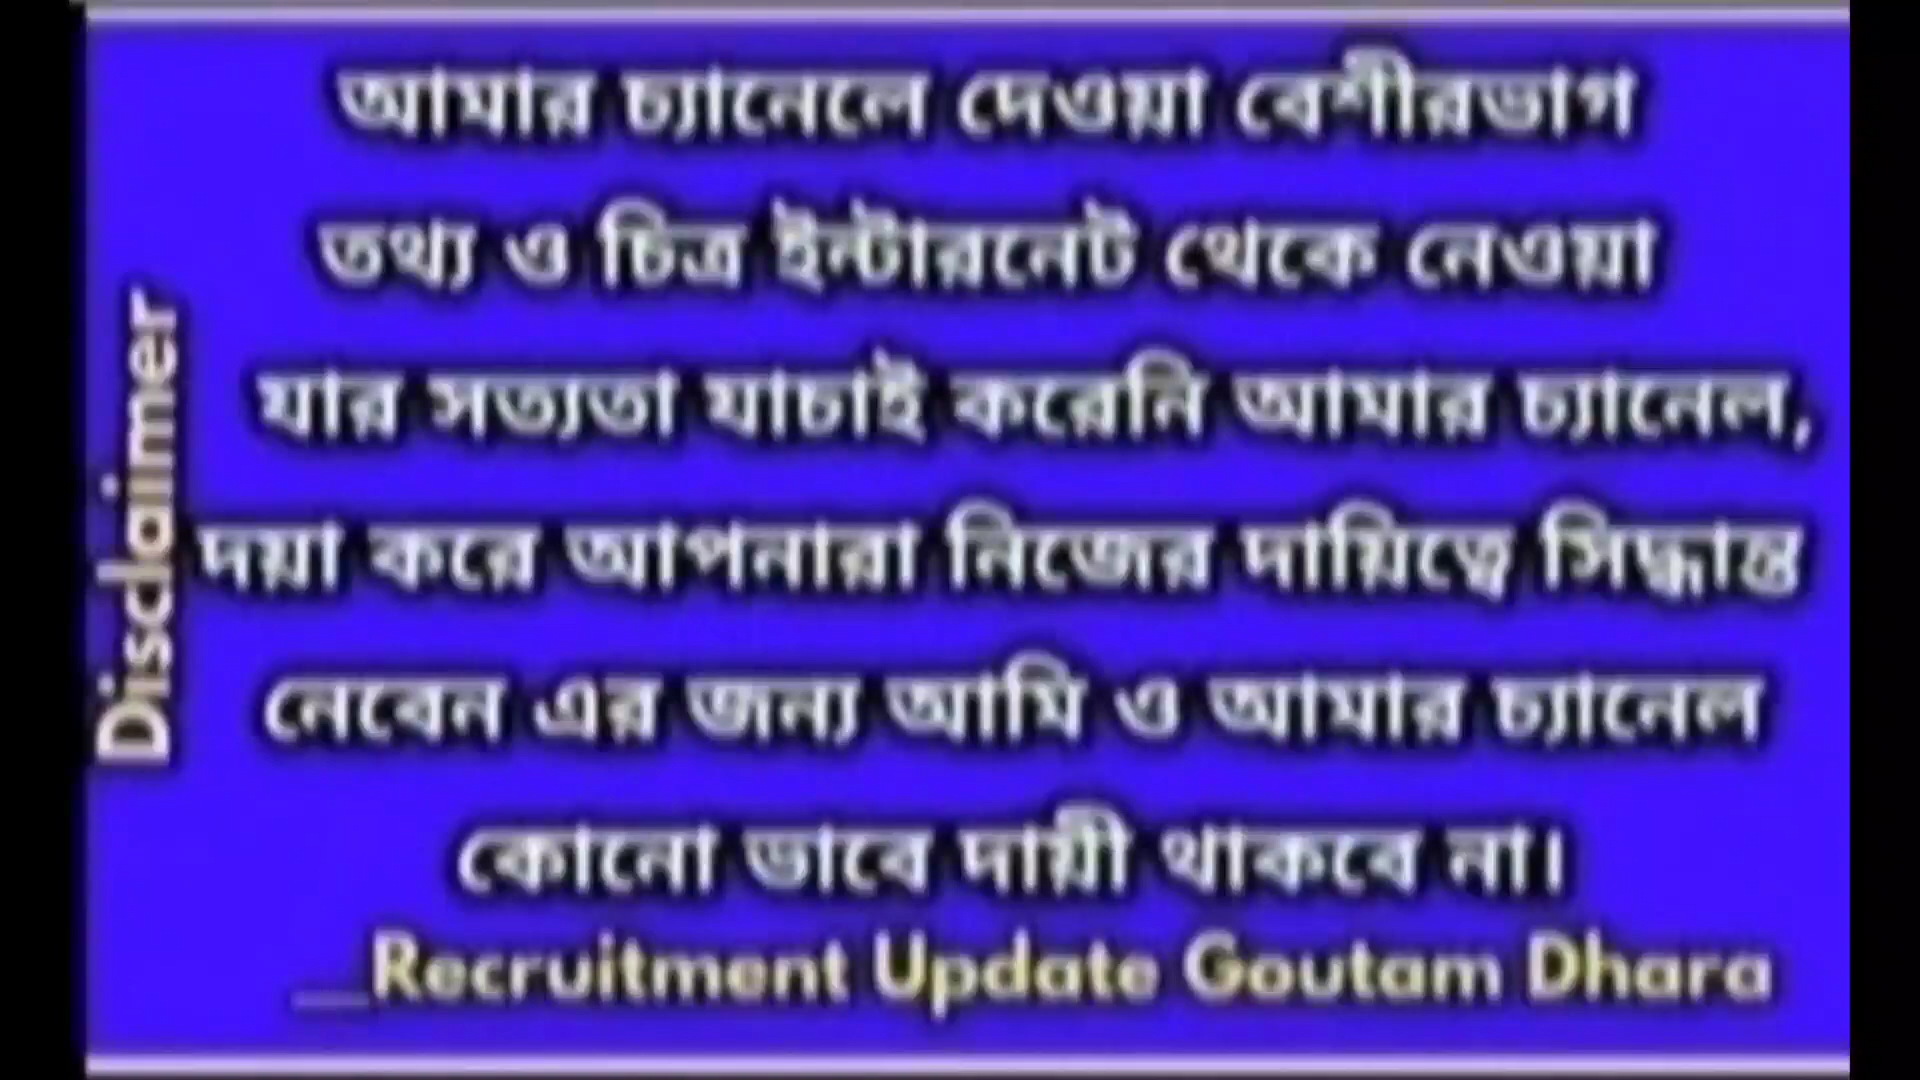 Disclaimer
আমার চ্যানেলে দেওয়া বেশীরভাগ
তথ্য ও চিত্র ইন্টারনেট থেকে নেওয়া
যার সত্যতা যাচাই করেনি আমার চ্যানেল,
দয়া করে আপনারা নিজের দায়িত্বে সিদ্ধান্ত
নেবেন এর জন্য আমি ও আমার চ্যানেল
কোনো ভাবে দায়ী থাকবে না।
__Recruitment Update Goutam Dhara